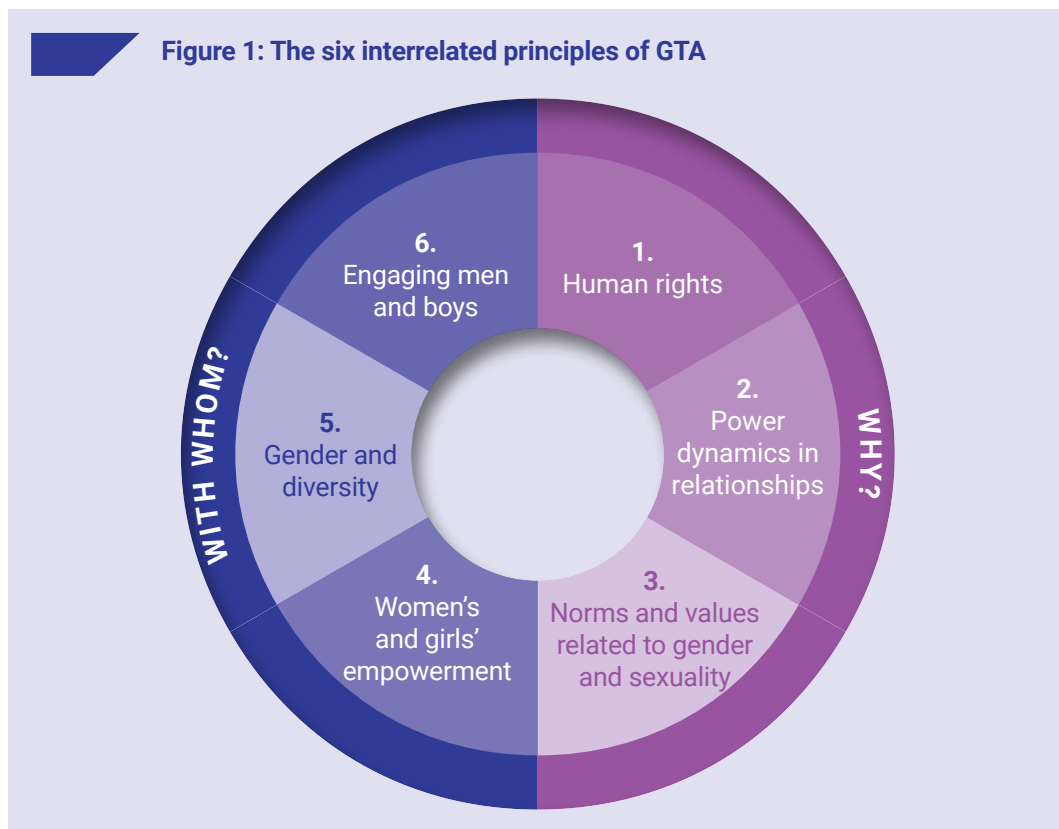 Figure 1: The six interrelated principles of GTA
1.
Human rights
2.
Power
dynamics in
relationships
3.
Norms and values
related to gender
and sexuality
4.
Women’s
and girls’
empowerment
5.
Gender and
diversity
6.
Engaging men
and boys
WHY?
WITH WHOM?